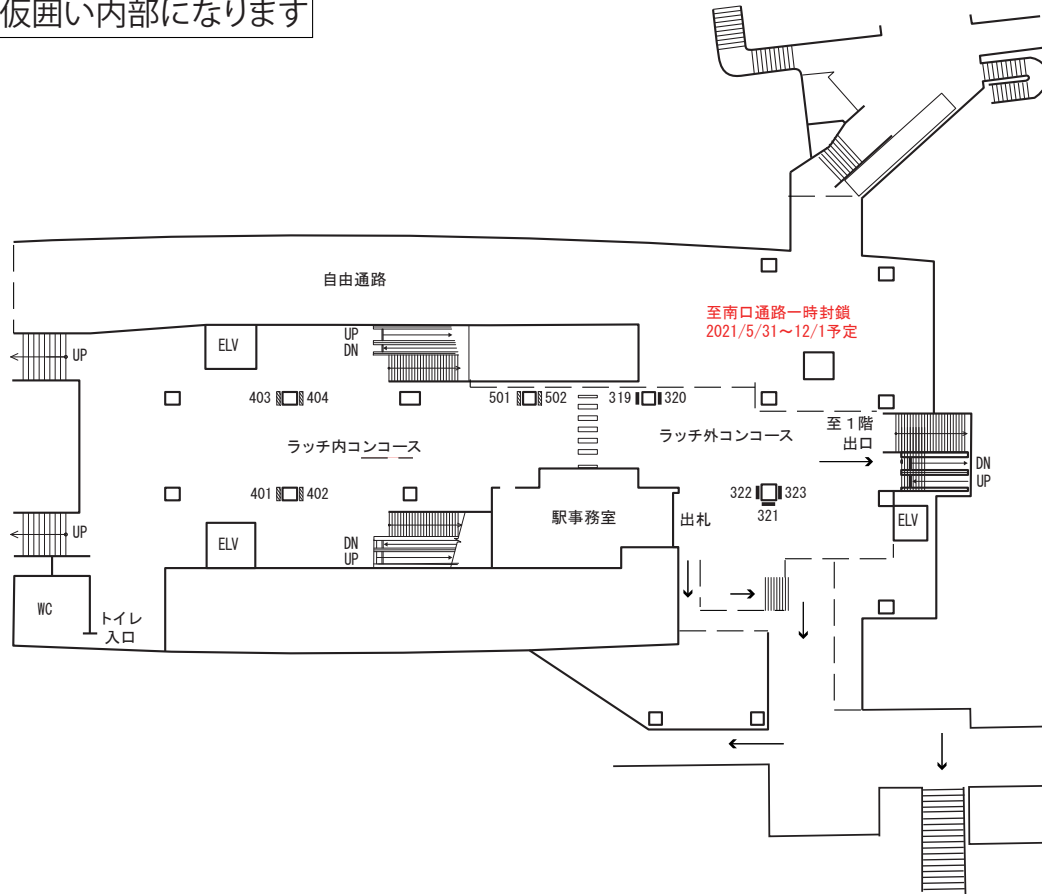 仮囲い内部になります
自由通路
至南口通路一時封鎖
2021/5/31～12/1予定
UP
ELV
UP
DN
403
404
501
502
319
320
ラッチ内コンコース
ラッチ外コンコース
至1階
出口
DN
UP
401
402
322
323
321
駅事務室
出札
ELV
UP
ELV
DN
UP
WC
トイレ
入口